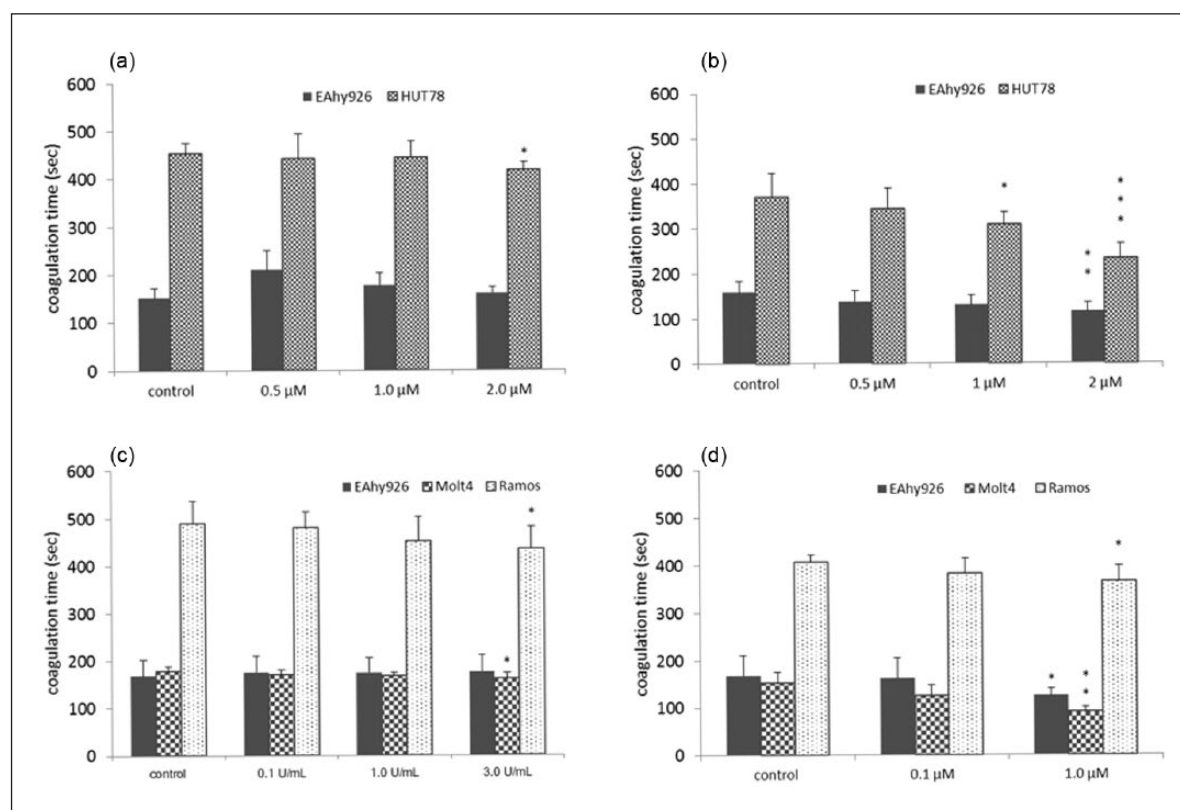 (a)
EAhy926 HUT78
coagulation time (sec)
600
500
400
300
200
100
0
*
control 0.5 µM 1.0 µM 2.0 µM
(b)
EAhy926 HUT78
coagulation time (sec)
600
500
400
300
200
100
0
*
* *
* * *
control 0.5 µM 1 µM 2 µM
(c)
EAhy926 Molt4 Ramos
coagulation time (sec)
600
500
400
300
200
100
0
*
*
control 0.1 U/mL 1.0 U/mL 3.0 U/mL
(d)
EAhy926 Molt4 Ramos
coagulation time (sec)
600
500
400
300
200
100
0
*
* *
*
control 0.1 µM 1.0 µM